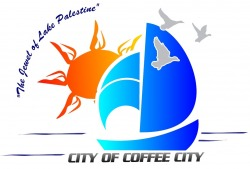 "The Jewel of Lake Palestine"
CITY OF COFFEE CITY